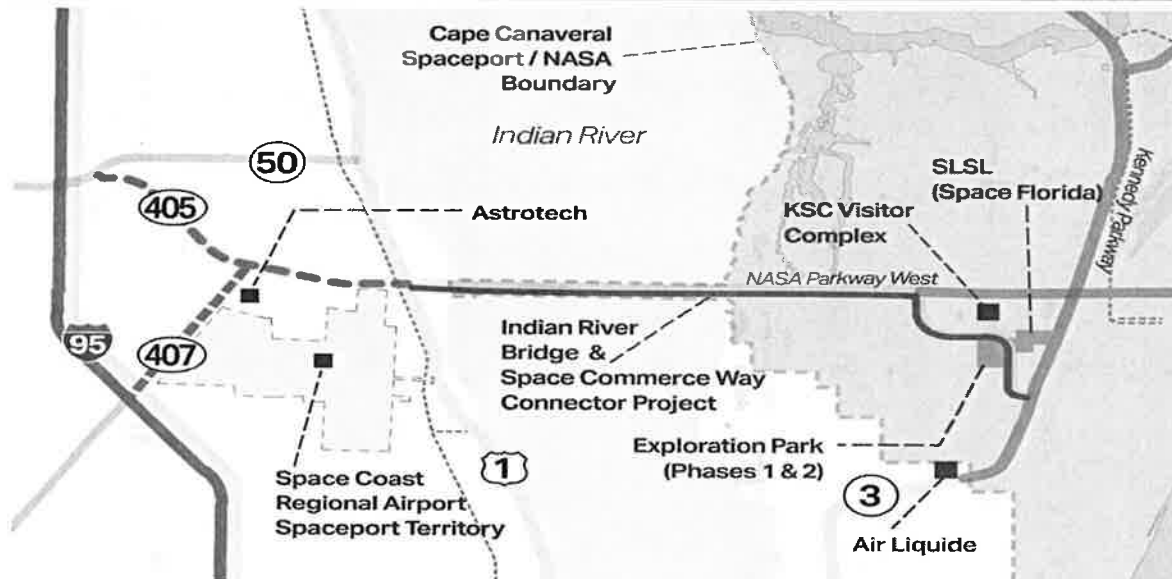 Cape Canaveral
Spaceport / NASA
Boundary
Indian River
50
405
Astrotech
SLSL
(Space Florida)
KSC Visitor
Complex
Kennedy Parkway
NASA Parkway West
95
407
Indian River
Bridge &
Space Commerce Way
Connector Project
Exploration Park
(Phases 1 & 2)
1
3
Space Coast
Regional Airport
Spaceport Territory
Air Liquide